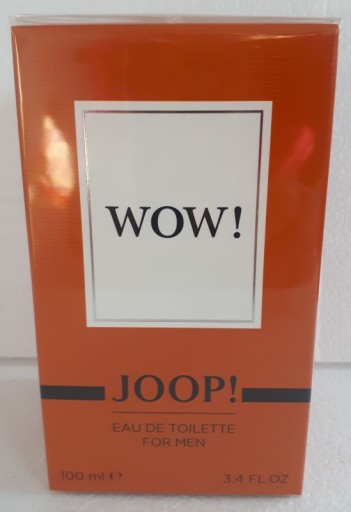 WOW!
JOOP!
EAU DE TOILETTE
FOR MEN
100 ml ℮ 3.4 FL.OZ